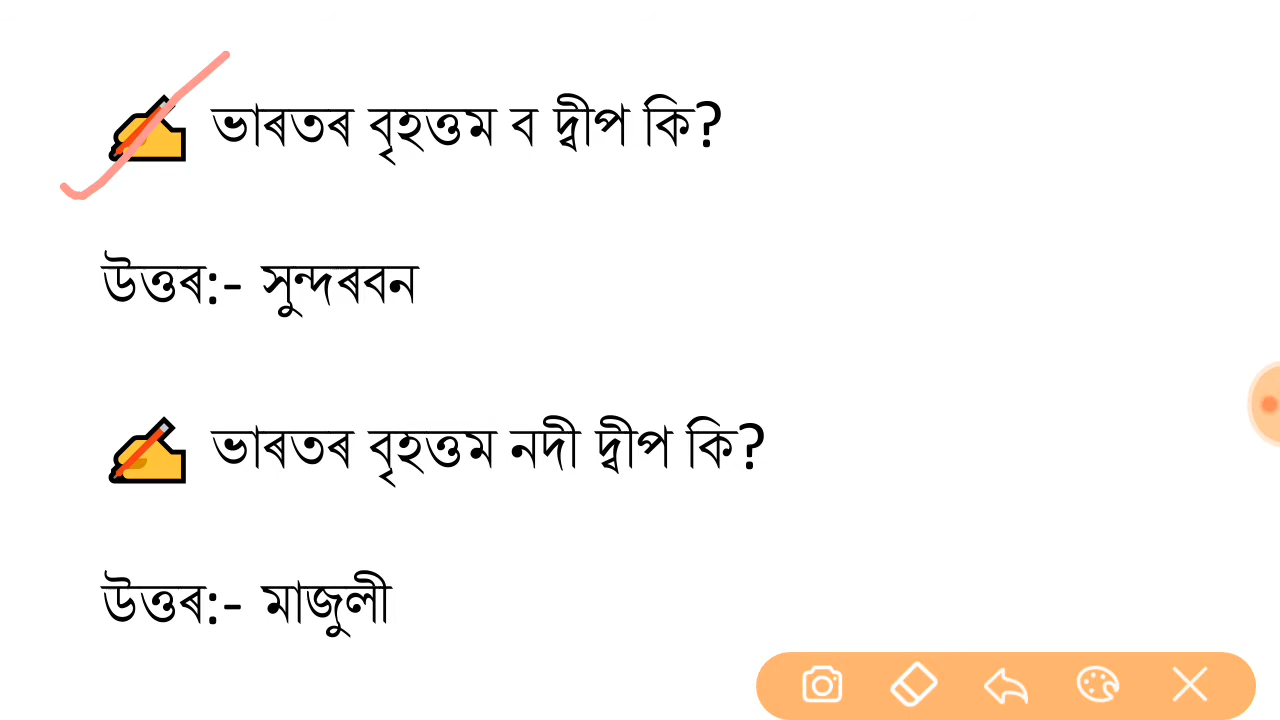 ✍️ ভাৰতৰ বৃহত্তম ব দ্বীপ কি?
উত্তৰ:- সুন্দৰবন
✍️ ভাৰতৰ বৃহত্তম নদী দ্বীপ কি?
উত্তৰ:- মাজুলী